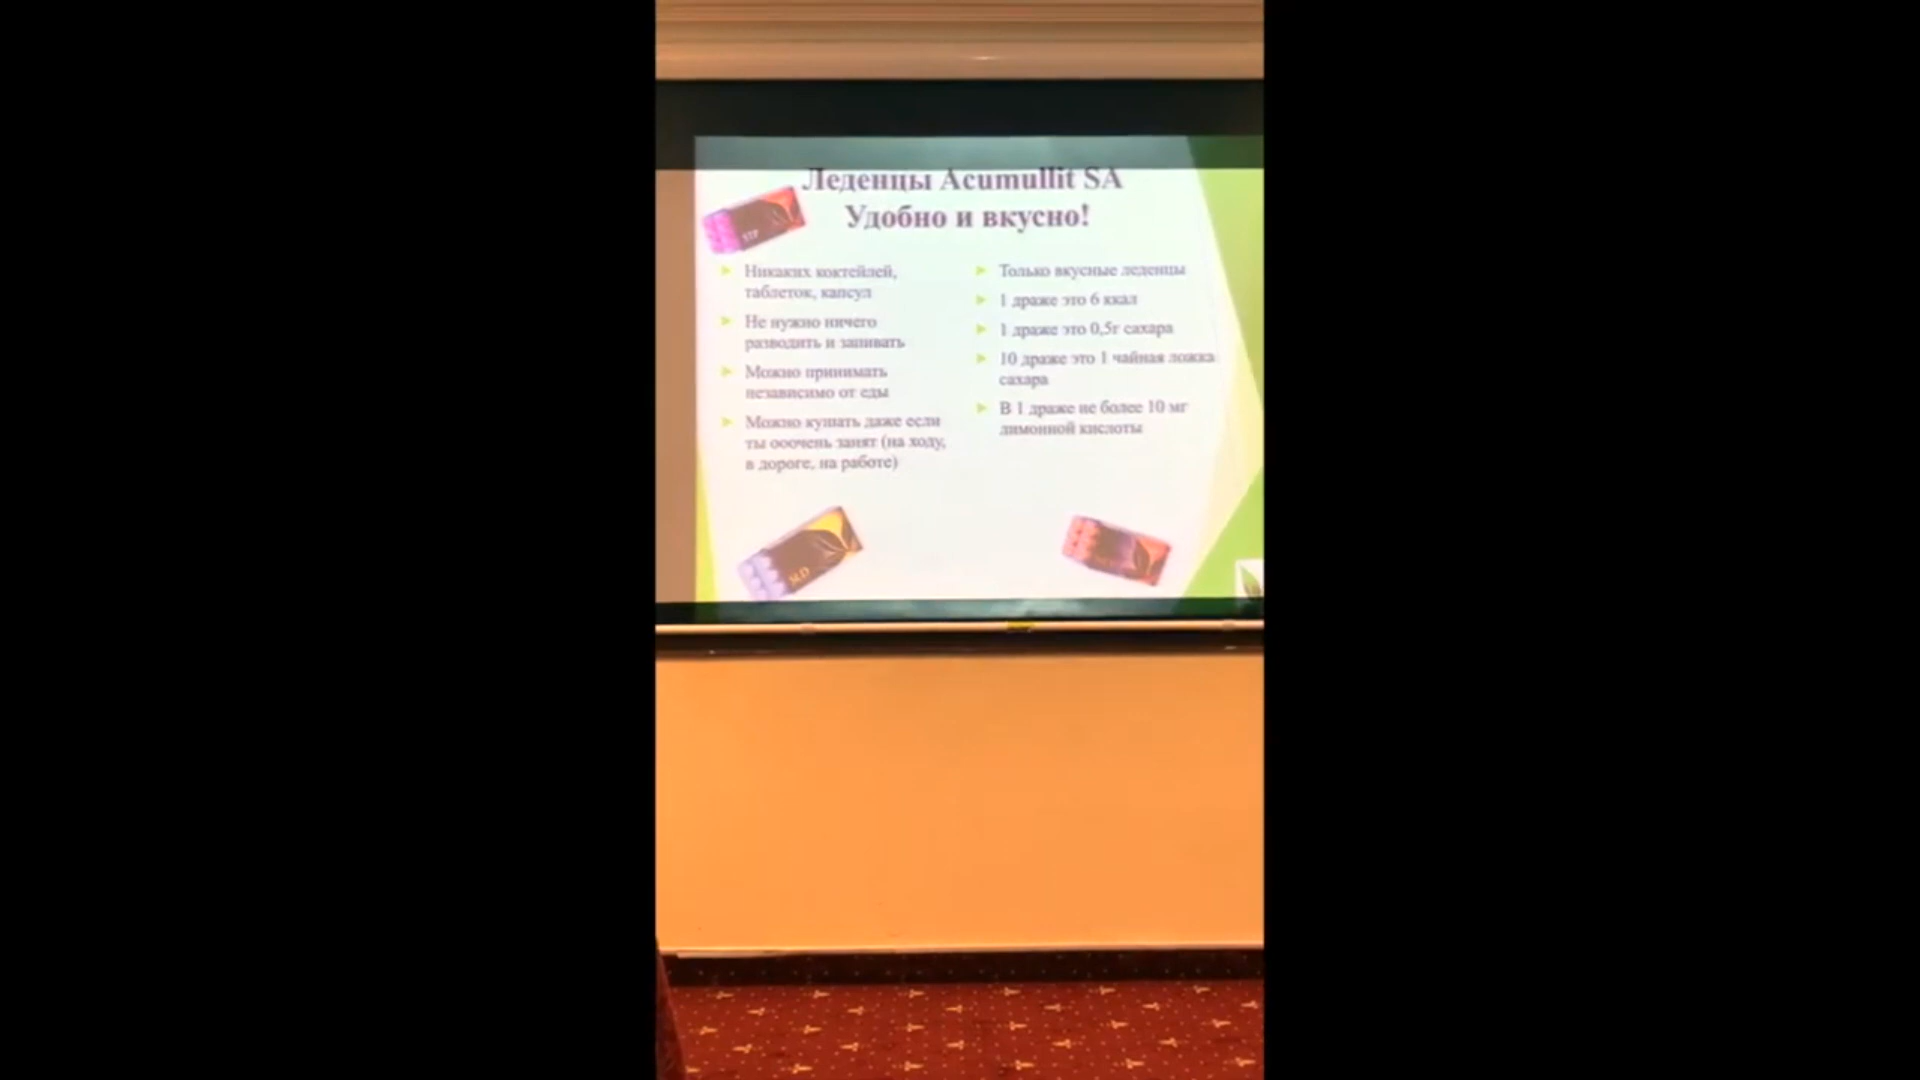 Леденцы Acumullit SA
Удобно и вкусно!
Никаких коктейлей,
таблеток, капсул
Не нужно ничего
разводить и запивать
Можно принимать
независимо от еды
Можно кушать даже если
ты ооочень занят (на ходу,
в дороге, на работе)
Только вкусные леденцы
1 драже это 6 ккал
1 драже это 0,5г сахара
10 драже это 1 чайная ложка
сахара
В 1 драже не более 10 мг
лимонной кислоты
STP
SLD